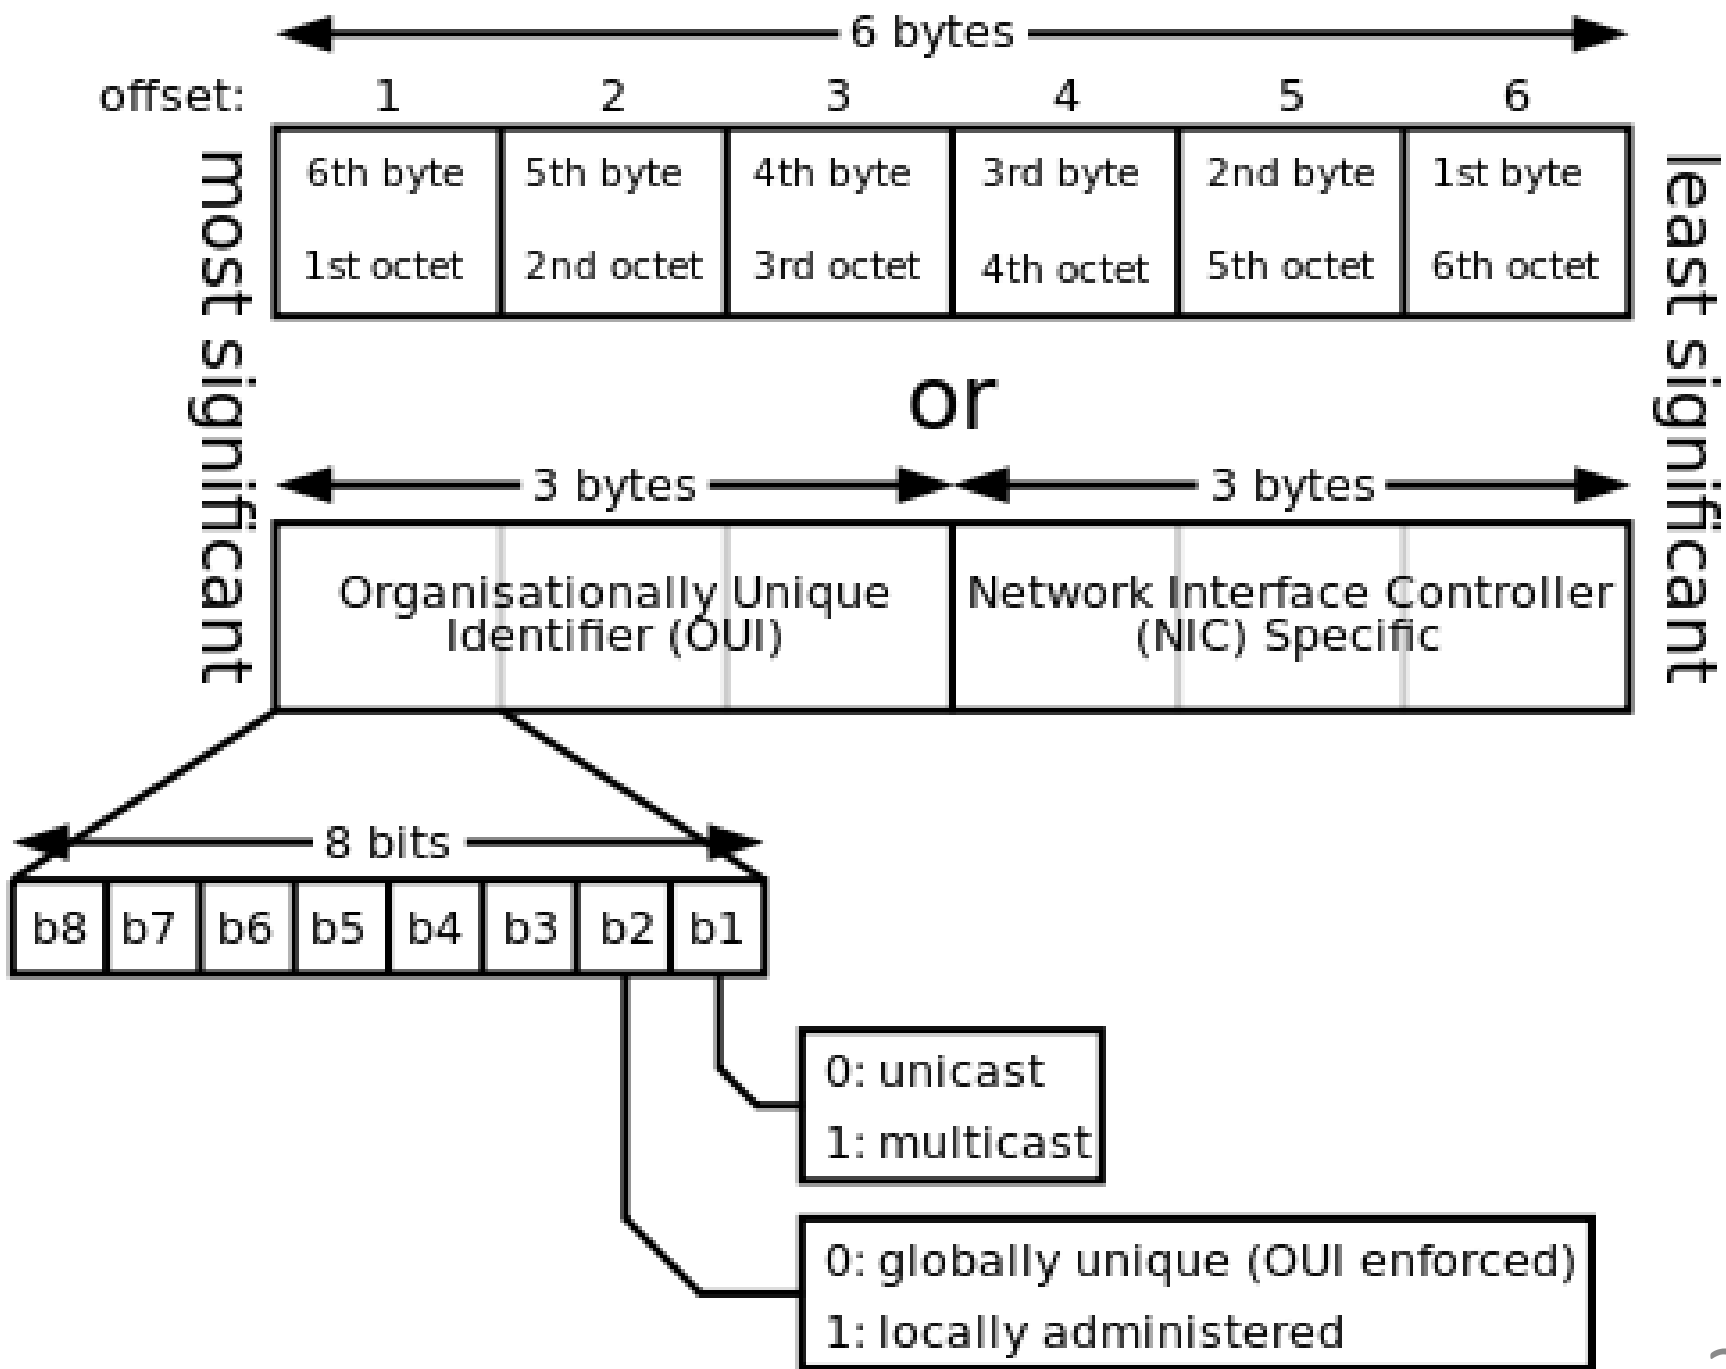 6 bytes
offset: 1 2 3 4 5 6
6th byte 5th byte 4th byte 3rd byte 2nd byte 1st byte
1st octet 2nd octet 3rd octet 4th octet 5th octet 6th octet
most significant
least significant
or
3 bytes 3 bytes
Organisationally Unique
Identifier (OUI)
Network Interface Controller
(NIC) Specific
8 bits
b8 b7 b6 b5 b4 b3 b2 b1
0: unicast
1: multicast
0: globally unique (OUI enforced)
1: locally administered